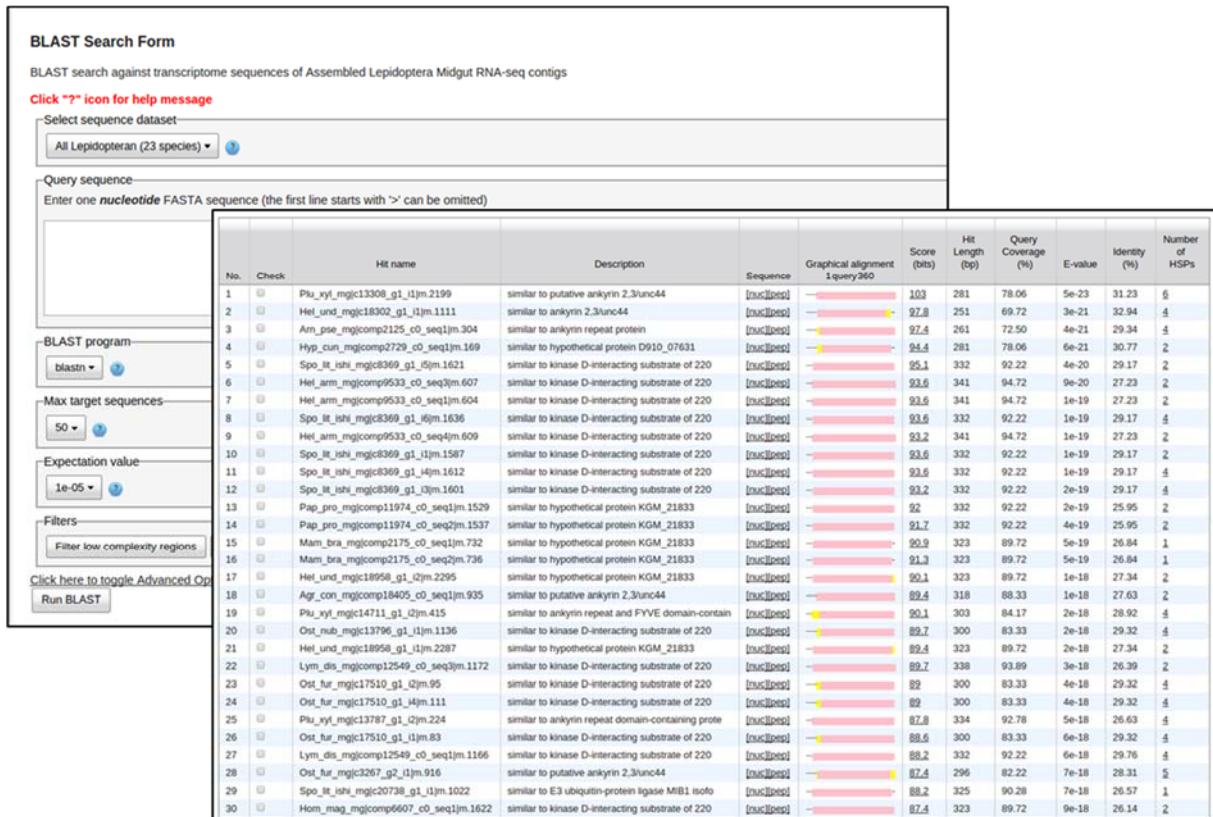 BLAST Search Form
BLAST search against transcriptome sequences of Assembled Lepidoptera Midgut RNA-seq contigs
Click "?" icon for help message
Select sequence dataset
All Lepidopteran (23 species)
Query sequence
Enter one nucleotide FASTA sequence (the first line starts with '>' can be omitted)
BLAST program
blastn
Max target sequences
50
Expectation value
1e-05
Filters
Filter low complexity regions
Click here to toggle Advanced Op
Run BLAST
No. Check Hit name Description Sequence Graphical alignment 1query360 Score (bits) Hit Length (bp) Query Coverage (%) E-value Identity (%) Number of HSPs
1 Plu_xyl_mg|c13308_g1_i1|m.2199 similar to putative ankyrin 2,3/unc44 [nuc][pep] 103 281 78.06 5e-23 31.23 6
2 Hel_und_mg|c18302_g1_i1|m.1111 similar to ankyrin 2,3/unc44 [nuc][pep] 97.8 251 69.72 3e-21 32.94 4
3 Arn_pse_mg|comp2125_c0_seq1|m.304 similar to ankyrin repeat protein [nuc][pep] 97.4 261 72.50 4e-21 29.34 4
4 Hyp_cun_mg|comp2729_c0_seq1|m.169 similar to hypothetical protein D910_07631 [nuc][pep] 94.4 281 78.06 6e-21 30.77 2
5 Spo_lit_ishi_mg|c8369_g1_i5|m.1621 similar to kinase D-interacting substrate of 220 [nuc][pep] 95.1 332 92.22 4e-20 29.17 2
6 Hel_arm_mg|comp9533_c0_seq3|m.607 similar to kinase D-interacting substrate of 220 [nuc][pep] 93.6 341 94.72 9e-20 27.23 2
7 Hel_arm_mg|comp9533_c0_seq1|m.604 similar to kinase D-interacting substrate of 220 [nuc][pep] 93.6 341 94.72 1e-19 27.23 2
8 Spo_lit_ishi_mg|c8369_g1_i6|m.1636 similar to kinase D-interacting substrate of 220 [nuc][pep] 93.6 332 92.22 1e-19 29.17 4
9 Hel_arm_mg|comp9533_c0_seq4|m.609 similar to kinase D-interacting substrate of 220 [nuc][pep] 93.2 341 94.72 1e-19 27.23 2
10 Spo_lit_ishi_mg|c8369_g1_i1|m.1587 similar to kinase D-interacting substrate of 220 [nuc][pep] 93.6 332 92.22 1e-19 29.17 2
11 Spo_lit_ishi_mg|c8369_g1_i4|m.1612 similar to kinase D-interacting substrate of 220 [nuc][pep] 93.6 332 92.22 1e-19 29.17 4
12 Spo_lit_ishi_mg|c8369_g1_i3|m.1601 similar to kinase D-interacting substrate of 220 [nuc][pep] 93.2 332 92.22 2e-19 29.17 4
13 Pap_pro_mg|comp11974_c0_seq1|m.1529 similar to hypothetical protein KGM_21833 [nuc][pep] 92 332 92.22 2e-19 25.95 2
14 Pap_pro_mg|comp11974_c0_seq2|m.1537 similar to hypothetical protein KGM_21833 [nuc][pep] 91.7 332 92.22 4e-19 25.95 2
15 Mam_bra_mg|comp2175_c0_seq1|m.732 similar to hypothetical protein KGM_21833 [nuc][pep] 90.9 323 89.72 5e-19 26.84 1
16 Mam_bra_mg|comp2175_c0_seq2|m.736 similar to hypothetical protein KGM_21833 [nuc][pep] 91.3 323 89.72 5e-19 26.84 1
17 Hel_und_mg|c18958_g1_i2|m.2295 similar to hypothetical protein KGM_21833 [nuc][pep] 90.1 323 89.72 1e-18 27.34 2
18 Agr_con_mg|comp18405_c0_seq1|m.935 similar to putative ankyrin 2,3/unc44 [nuc][pep] 89.4 318 88.33 1e-18 27.63 2
19 Plu_xyl_mg|c14711_g1_i2|m.415 similar to ankyrin repeat and FYVE domain-contain [nuc][pep] 90.1 303 84.17 2e-18 28.92 4
20 Ost_nub_mg|c13796_g1_i1|m.1136 similar to kinase D-interacting substrate of 220 [nuc][pep] 89.7 300 83.33 2e-18 29.32 4
21 Hel_und_mg|c18958_g1_i1|m.2287 similar to hypothetical protein KGM_21833 [nuc][pep] 89.4 323 89.72 2e-18 27.34 2
22 Lym_dis_mg|comp12549_c0_seq3|m.1172 similar to kinase D-interacting substrate of 220 [nuc][pep] 89.7 338 93.89 3e-18 26.39 2
23 Ost_fur_mg|c17510_g1_i2|m.95 similar to kinase D-interacting substrate of 220 [nuc][pep] 89 300 83.33 4e-18 29.32 4
24 Ost_fur_mg|c17510_g1_i4|m.111 similar to kinase D-interacting substrate of 220 [nuc][pep] 89 300 83.33 4e-18 29.32 4
25 Plu_xyl_mg|c13787_g1_i2|m.224 similar to ankyrin repeat domain-containing prote [nuc][pep] 87.8 334 92.78 5e-18 26.63 4
26 Ost_fur_mg|c17510_g1_i1|m.83 similar to kinase D-interacting substrate of 220 [nuc][pep] 88.6 300 83.33 6e-18 29.32 4
27 Lym_dis_mg|comp12549_c0_seq1|m.1166 similar to kinase D-interacting substrate of 220 [nuc][pep] 88.2 332 92.22 6e-18 29.76 4
28 Ost_fur_mg|c3267_g2_i1|m.916 similar to putative ankyrin 2,3/unc44 [nuc][pep] 87.4 296 82.22 7e-18 28.31 5
29 Spo_lit_ishi_mg|c20738_g1_i1|m.1022 similar to E3 ubiquitin-protein ligase MIB1 isofo [nuc][pep] 88.2 325 90.28 7e-18 26.57 1
30 Hom_mag_mg|comp6607_c0_seq1|m.1622 similar to kinase D-interacting substrate of 220 [nuc][pep] 87.4 323 89.72 9e-18 26.14 2